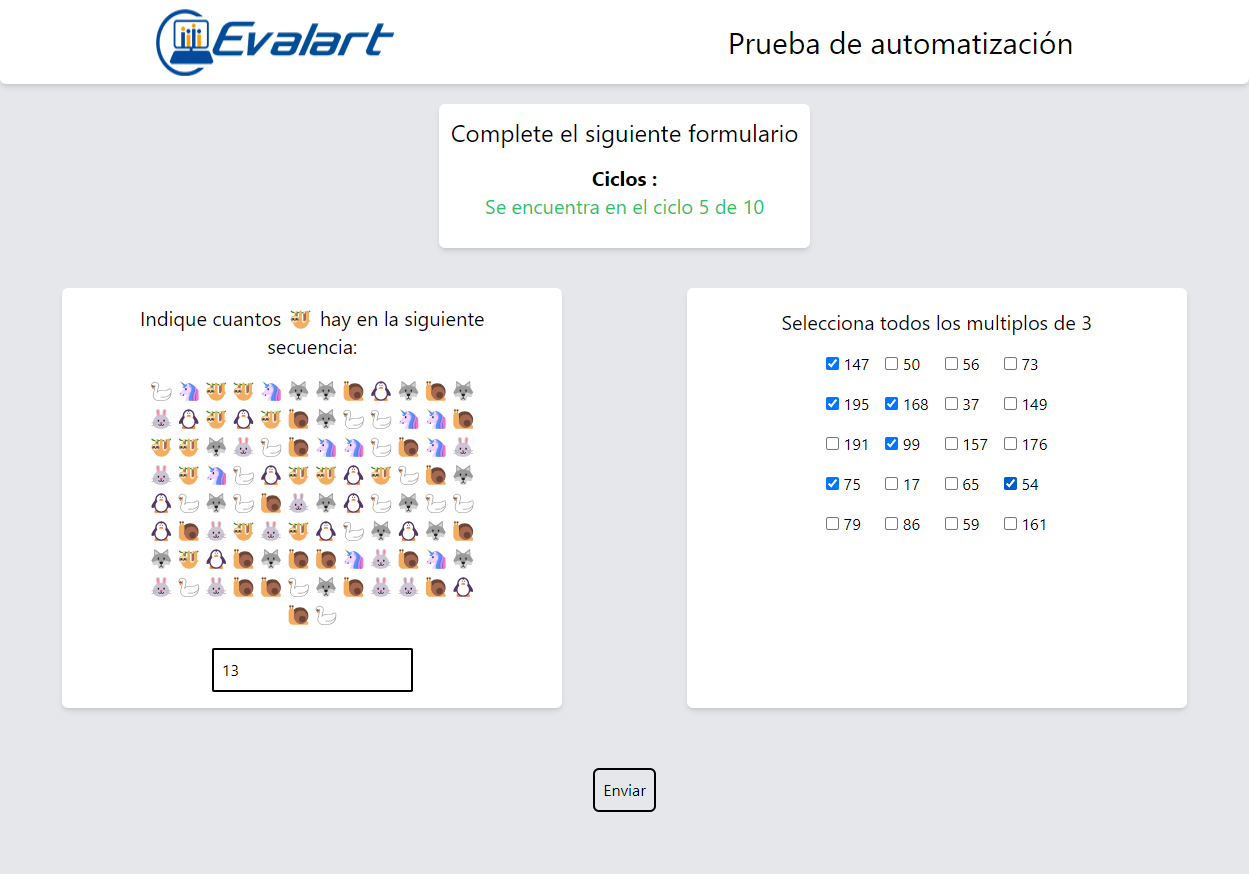 Evalart
Prueba de automatización
Complete el siguiente formulario
Ciclos :
Se encuentra en el ciclo 5 de 10
Indique cuantos 🦥 hay en la siguiente
secuencia:
13
Selecciona todos los multiplos de 3
147 50 56 73
195 168 37 149
191 99 157 176
75 17 65 54
79 86 59 161
Enviar